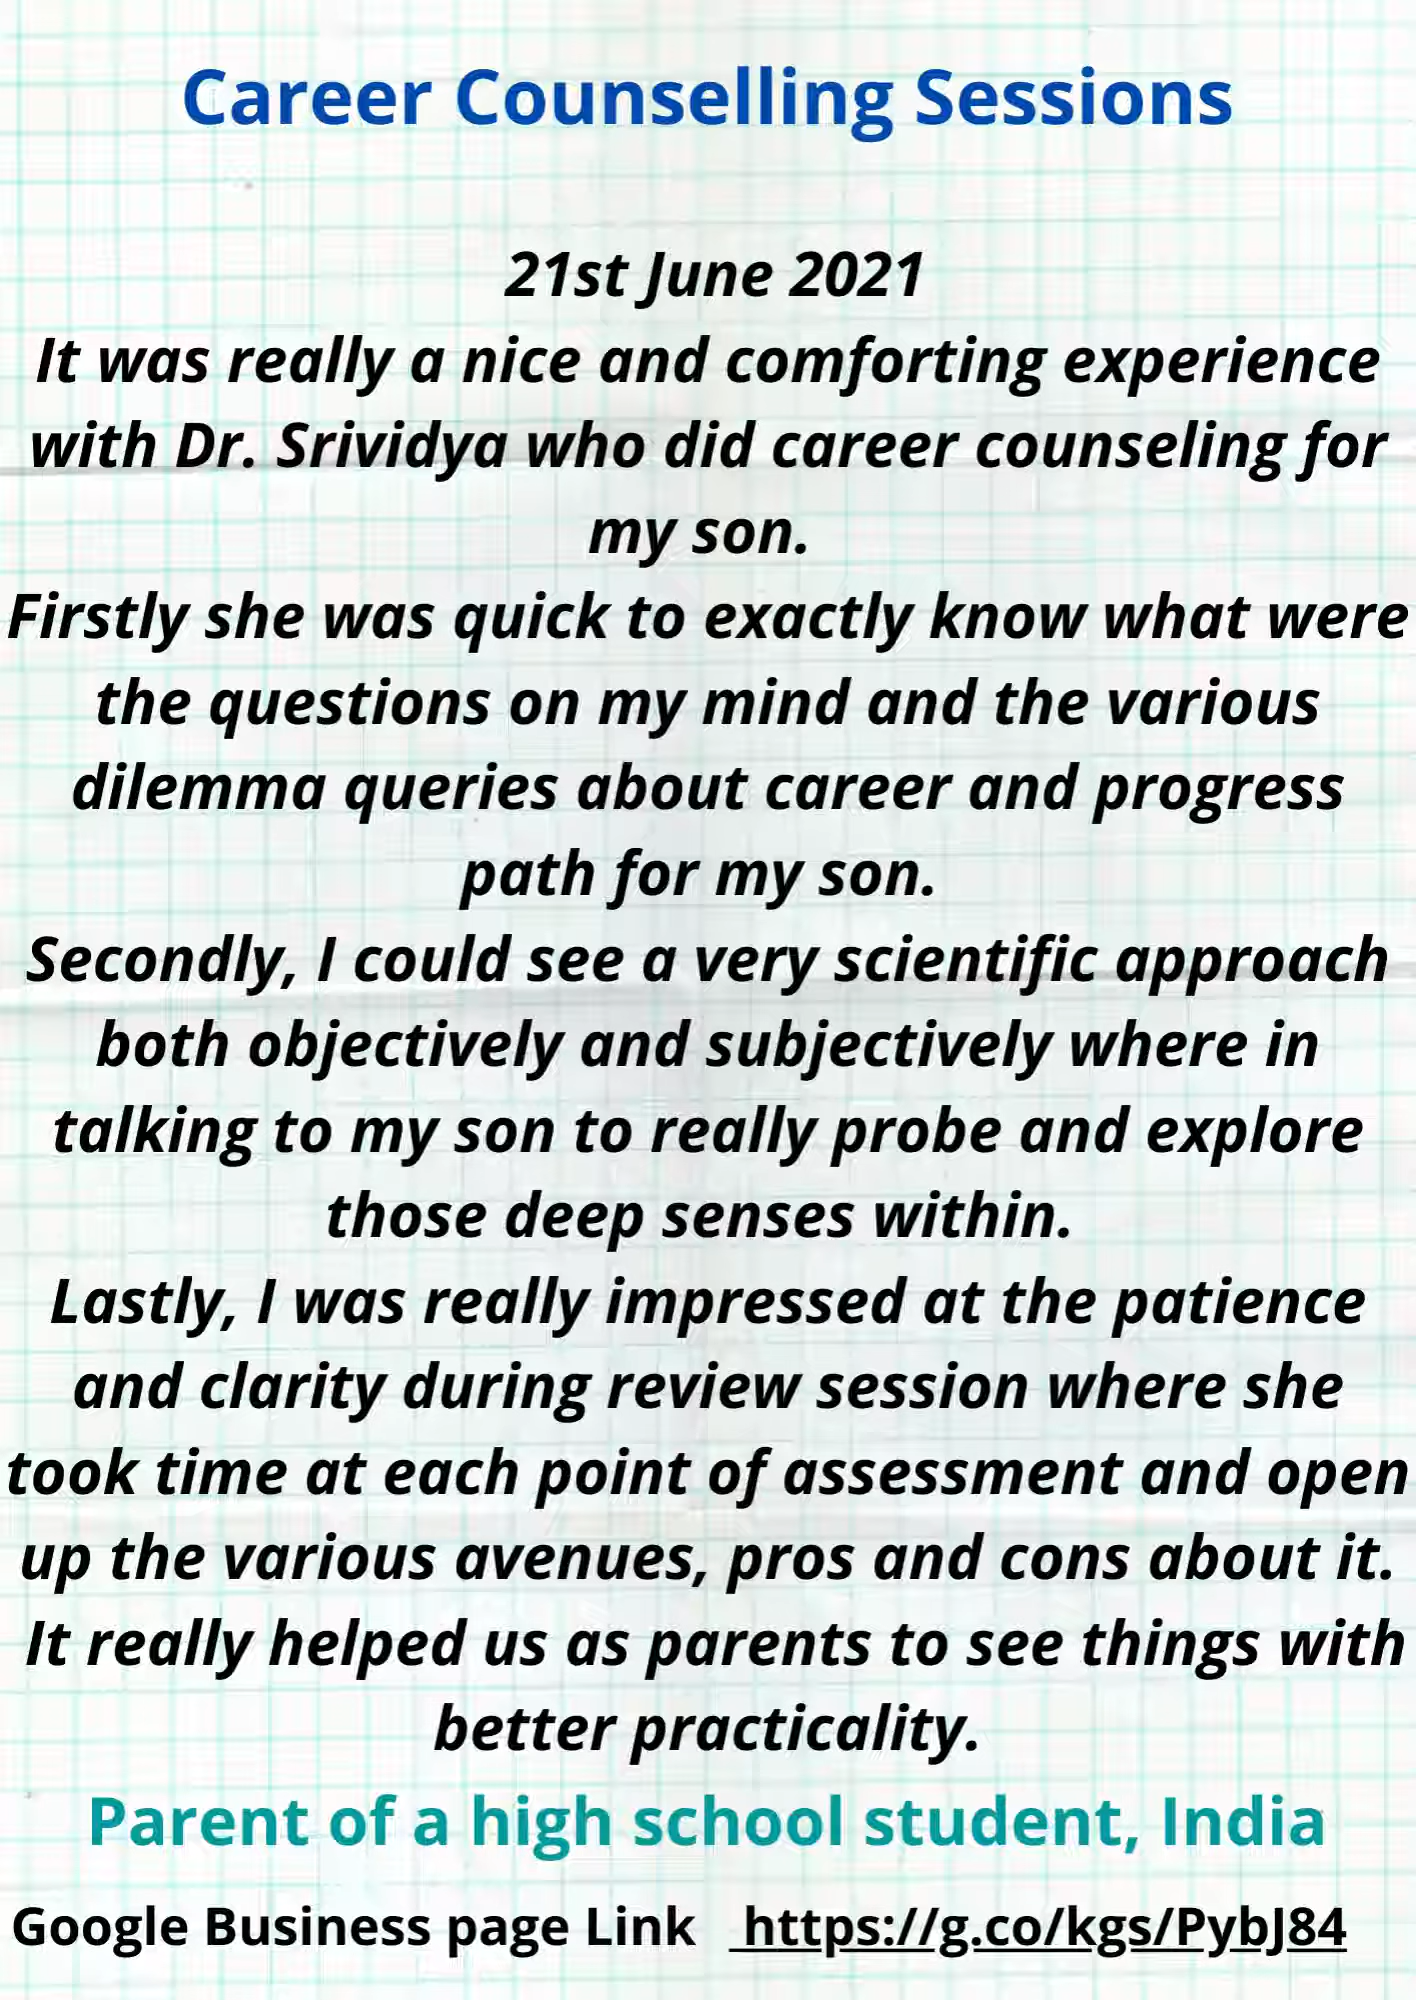 Career Counselling Sessions
21st June 2021
It was really a nice and comforting experience
with Dr. Srividya who did career counseling for
my son.
Firstly she was quick to exactly know what were
the questions on my mind and the various
dilemma queries about career and progress
path for my son.
Secondly, I could see a very scientific approach
both objectively and subjectively where in
talking to my son to really probe and explore
those deep senses within.
Lastly, I was really impressed at the patience
and clarity during review session where she
took time at each point of assessment and open
up the various avenues, pros and cons about it.
It really helped us as parents to see things with
better practicality.
Parent of a high school student, India
Google Business page Link https://g.co/kgs/PybJ84